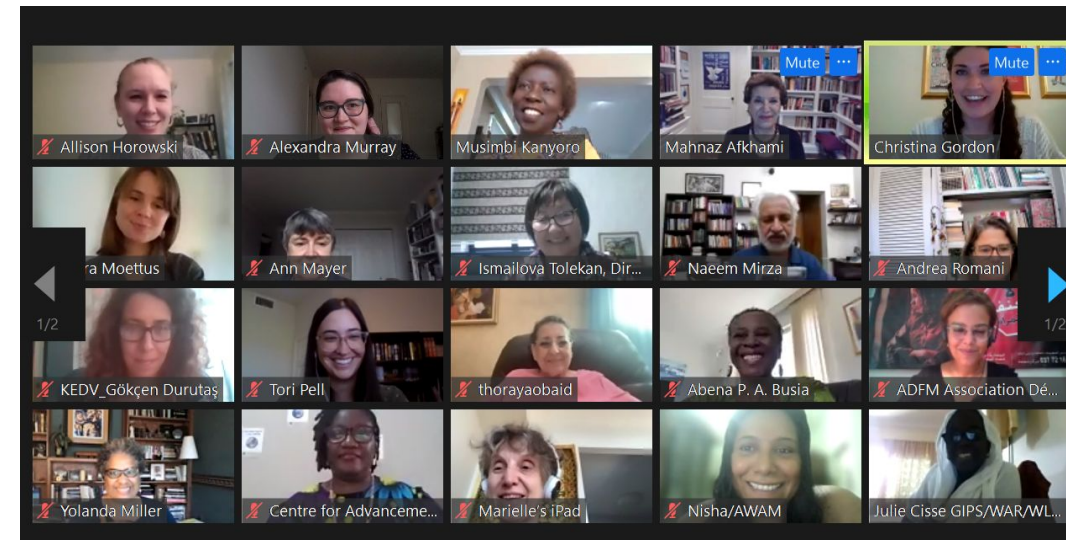 Mute ...
Mute ...
Allison Horowski
Alexandra Murray
Musimbi Kanyoro
Mahnaz Afkhami
Christina Gordon
ra Moettus
Ann Mayer
Ismailova Tolekan, Dir...
Naeem Mirza
Andrea Romani
1/2
1/2
KEDV_Gökçen Durutaş
Tori Pell
thorayaobaid
Abena P. A. Busia
ADFM Association Dé...
Yolanda Miller
Centre for Advanceme...
Marielle's iPad
Nisha/AWAM
Julie Cisse GIPS/WAR/WL...